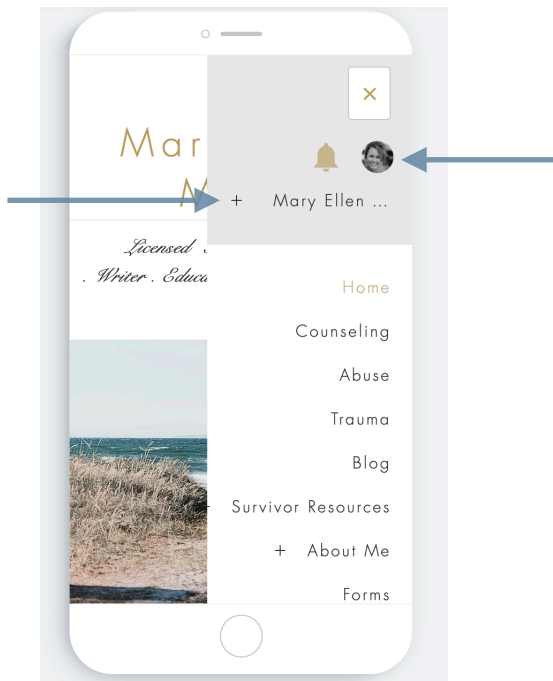 ×
Mar
M
+ Mary Ellen ...
Licensed
. Writer . Educa
Home
Counseling
Abuse
Trauma
Blog
Survivor Resources
+ About Me
Forms